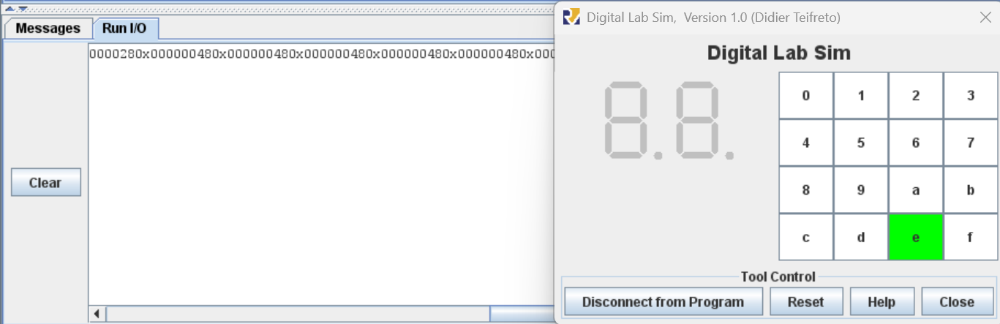 Messages
Run I/O
0000280x000000480x000000480x000000480x000000480x000000480x000
Clear
Digital Lab Sim, Version 1.0 (Didier Teifreto)
Digital Lab Sim
8.8.
0 1 2 3
4 5 6 7
8 9 a b
c d e f
Tool Control
Disconnect from Program
Reset
Help
Close